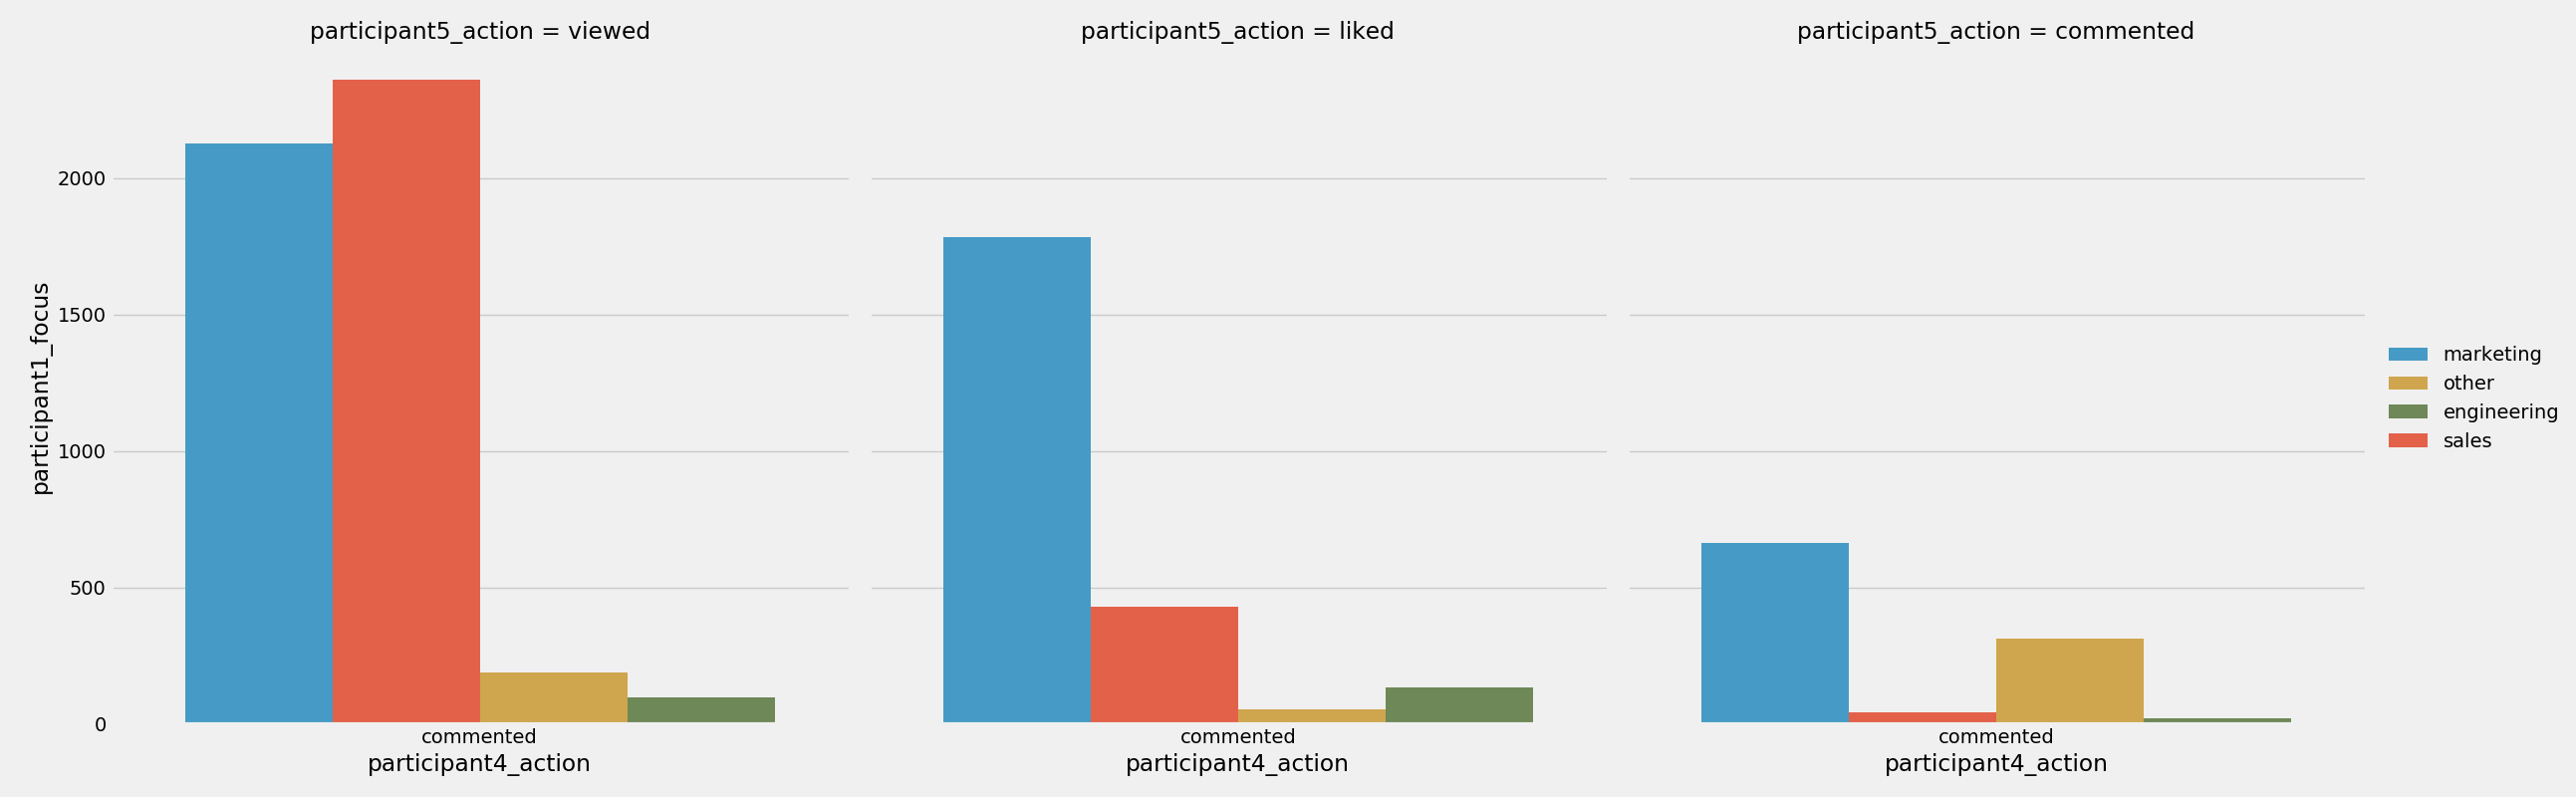 participant5_action = viewed
participant5_action = liked
participant5_action = commented
participant1_focus
2000
1500
1000
500
0
commented
commented
commented
participant4_action
participant4_action
participant4_action
marketing
other
engineering
sales